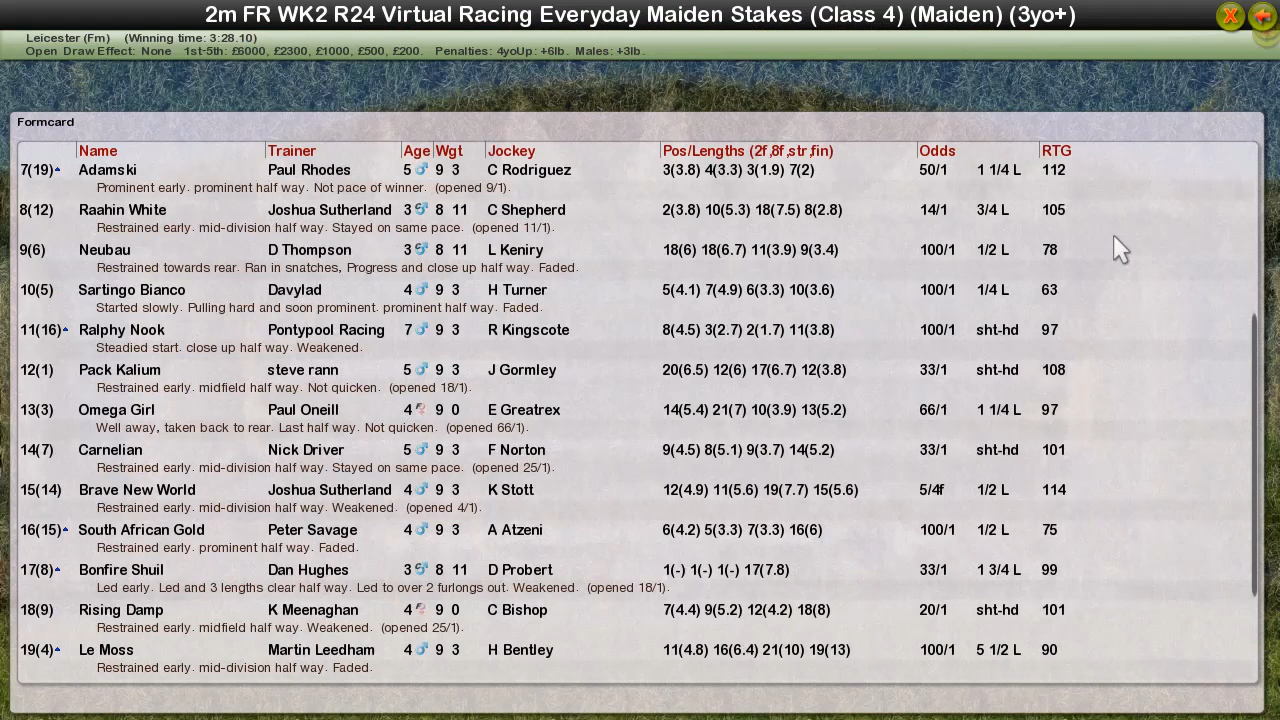 2m FR WK2 R24 Virtual Racing Everyday Maiden Stakes (Class 4) (Maiden) (3yo+)
X
Leicester (Frn) (Winning time: 3:28.10)
Open Draw Effect: None 1st-5th: £6000, £2300, £1000, £500, £200. Penalties: 4yoUp: +6lb. Males: +3lb.
Formcard
Name Trainer Age Wgt Jockey Pos/Lengths (2f,8f,str,fin) Odds RTG
7(19) Adamski Paul Rhodes 5 9 3 C Rodriguez 3(3.8) 4(3.3) 3(1.9) 7(2) 50/1 1 1/4 L 112
Prominent early. prominent half way. Not pace of winner. (opened 9/1).
8(12) Raahin White Joshua Sutherland 3 8 11 C Shepherd 2(3.8) 10(5.3) 18(7.5) 8(2.8) 14/1 3/4 L 105
Restrained early. mid-division half way. Stayed on same pace. (opened 11/1).
9(6) Neubau D Thompson 3 8 11 L Keniry 18(6) 18(6.7) 11(3.9) 9(3.4) 100/1 1/2 L 78
Restrained towards rear. Ran in snatches, Progress and close up half way. Faded.
10(5) Sartingo Bianco Davylad 4 9 3 H Turner 5(4.1) 7(4.9) 6(3.3) 10(3.6) 100/1 1/4 L 63
Started slowly. Pulling hard and soon prominent. prominent half way. Faded.
11(16) Ralphy Nook Pontypool Racing 7 9 3 R Kingscote 8(4.5) 3(2.7) 2(1.7) 11(3.8) 100/1 sht-hd 97
Steadied start. close up half way. Weakened.
12(1) Pack Kalium steve rann 5 9 3 J Gormley 20(6.5) 12(6) 17(6.7) 12(3.8) 33/1 sht-hd 108
Restrained early. midfield half way. Not quicken. (opened 18/1).
13(3) Omega Girl Paul Oneill 4 9 0 E Greatrex 14(5.4) 21(7) 10(3.9) 13(5.2) 66/1 1 1/4 L 97
Well away, taken back to rear. Last half way. Not quicken. (opened 66/1).
14(7) Carnelian Nick Driver 5 9 3 F Norton 9(4.5) 8(5.1) 9(3.7) 14(5.2) 33/1 sht-hd 101
Restrained early. mid-division half way. Stayed on same pace. (opened 25/1).
15(14) Brave New World Joshua Sutherland 4 9 3 K Stott 12(4.9) 11(5.6) 19(7.7) 15(5.6) 5/4f 1/2 L 114
Restrained early. mid-division half way. Weakened. (opened 4/1).
16(15) South African Gold Peter Savage 4 9 3 A Atzeni 6(4.2) 5(3.3) 7(3.3) 16(6) 100/1 1/2 L 75
Restrained early. prominent half way. Faded.
17(8) Bonfire Shuil Dan Hughes 3 8 11 D Probert 1(-) 1(-) 1(-) 17(7.8) 33/1 1 3/4 L 99
Led early. Led and 3 lengths clear half way. Led to over 2 furlongs out. Weakened. (opened 18/1).
18(9) Rising Damp K Meenaghan 4 9 0 C Bishop 7(4.4) 9(5.2) 12(4.2) 18(8) 20/1 sht-hd 101
Restrained early. midfield half way. Weakened. (opened 25/1).
19(4) Le Moss Martin Leedham 4 9 3 H Bentley 11(4.8) 16(6.4) 21(10) 19(13) 100/1 5 1/2 L 90
Restrained early. mid-division half way. Faded.